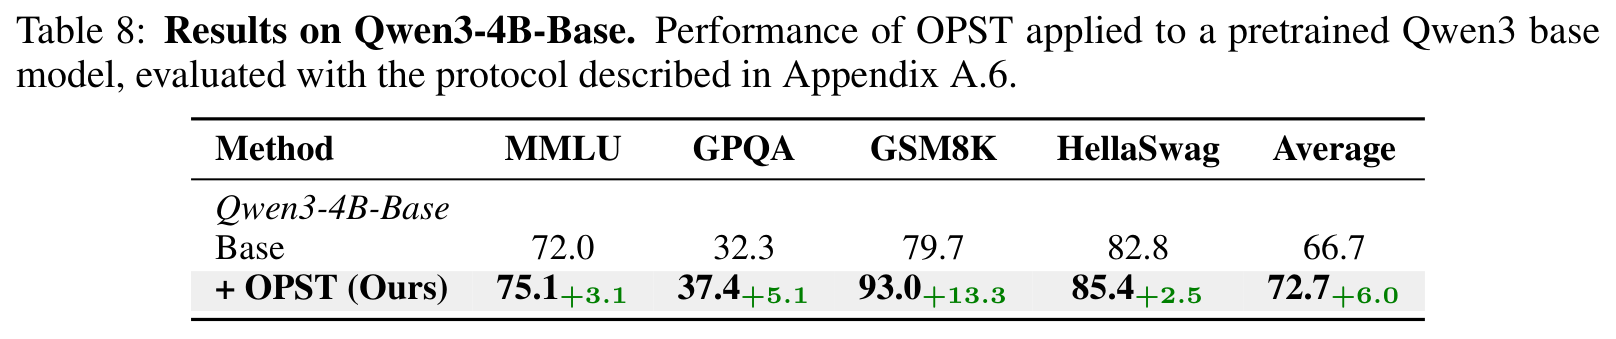 Table 8: Results on Qwen3-4B-Base. Performance of OPST applied to a pretrained Qwen3 base
model, evaluated with the protocol described in Appendix A.6.
Method MMLU GPQA GSM8K HellaSwag Average
Qwen3-4B-Base
Base 72.0 32.3 79.7 82.8 66.7
+ OPST (Ours) 75.1+3.1 37.4+5.1 93.0+13.3 85.4+2.5 72.7+6.0